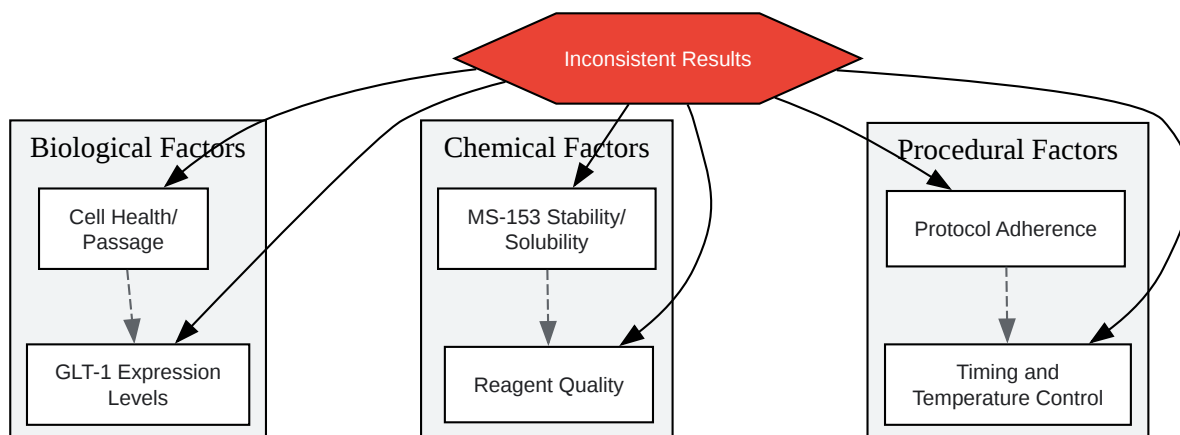 Inconsistent Results
Biological Factors
Cell Health/
Passage
GLT-1 Expression
Levels
Chemical Factors
MS-153 Stability/
Solubility
Reagent Quality
Procedural Factors
Protocol Adherence
Timing and
Temperature Control